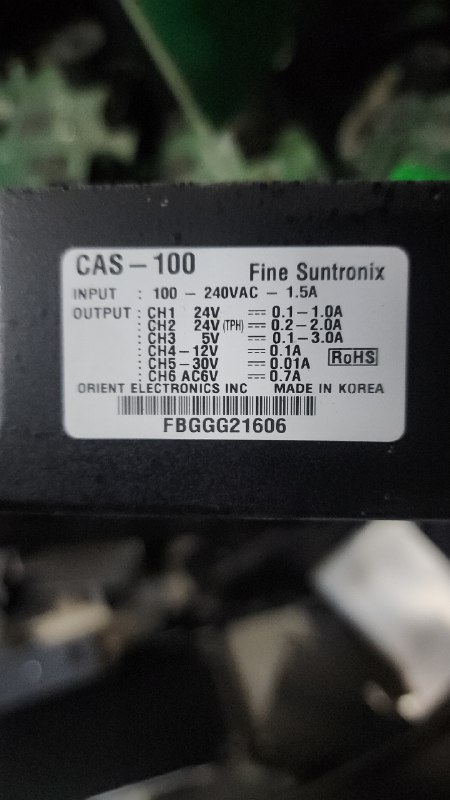 CAS-100
Fine Suntronix
INPUT : 100 - 240VAC - 1.5A
OUTPUT : CH1 24V ⎓ 0.1-1.0A
: CH2 24V (TPH) ⎓ 0.2-2.0A
: CH3 5V ⎓ 0.1-3.0A
: CH4-12V ⎓ 0.1A
: CH5-30V ⎓ 0.01A
: CH6 AC6V ⎓ 0.7A
RoHS
ORIENT ELECTRONICS INC MADE IN KOREA
FBGGG21606